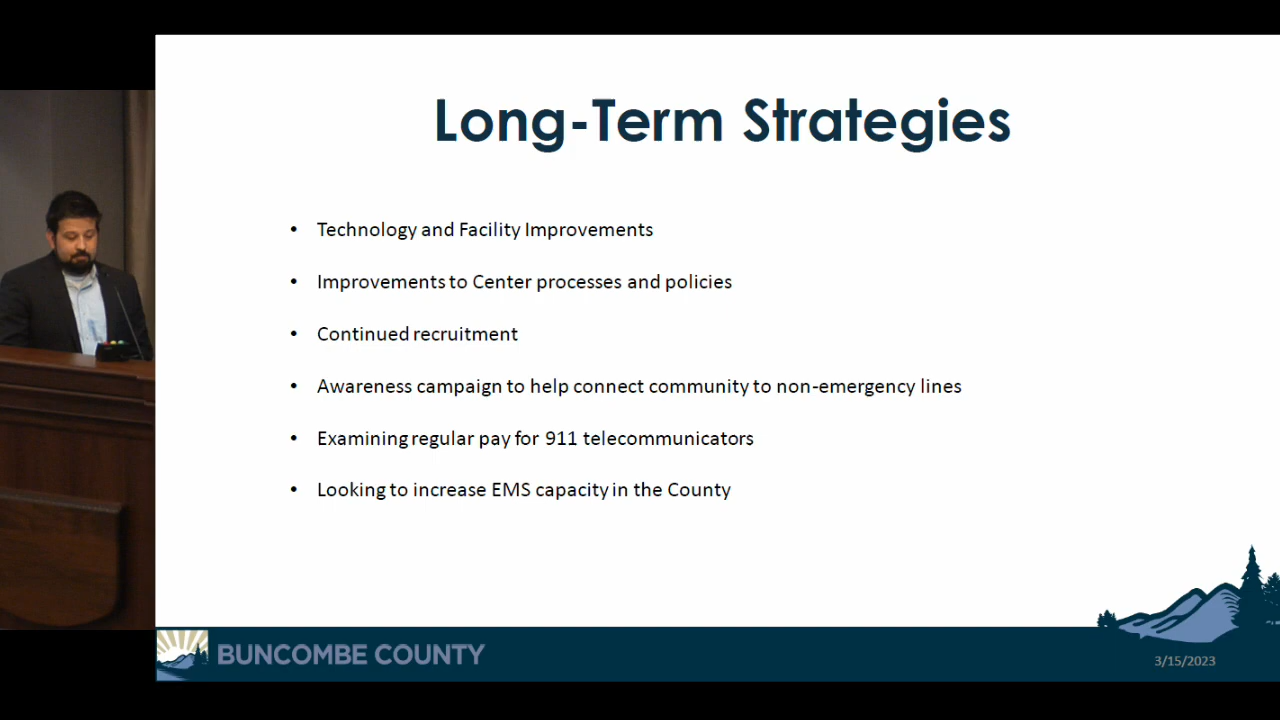 Long-Term Strategies
• Technology and Facility Improvements
• Improvements to Center processes and policies
• Continued recruitment
• Awareness campaign to help connect community to non-emergency lines
• Examining regular pay for 911 telecommunicators
• Looking to increase EMS capacity in the County
BUNCOMBE COUNTY
3/15/2023